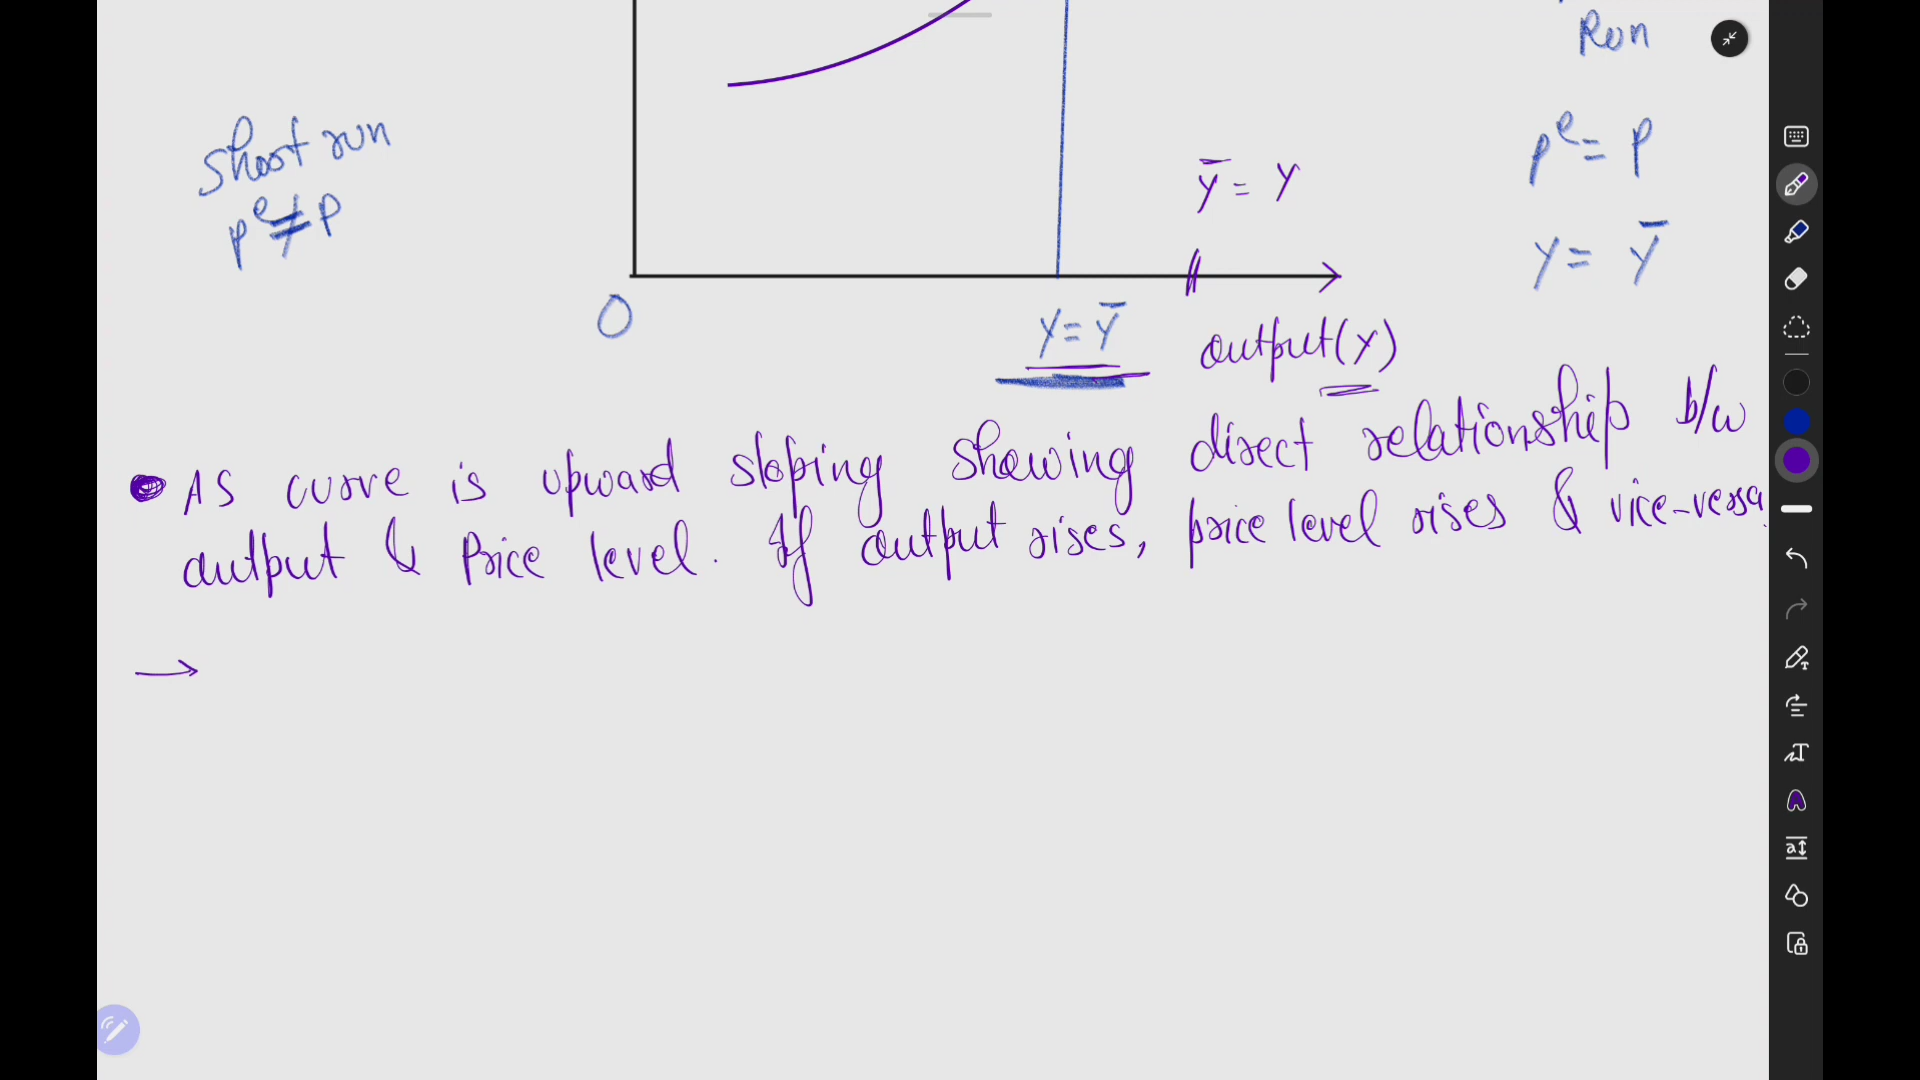 Run
Short run
pᵉ ≠ p
pᵉ = p
ȳ = y
y = ȳ
O
y = ȳ
output (y)
AS curve is upward sloping showing direct relationship b/w
output & Price level. If output rises, price level rises & vice-versa.
→